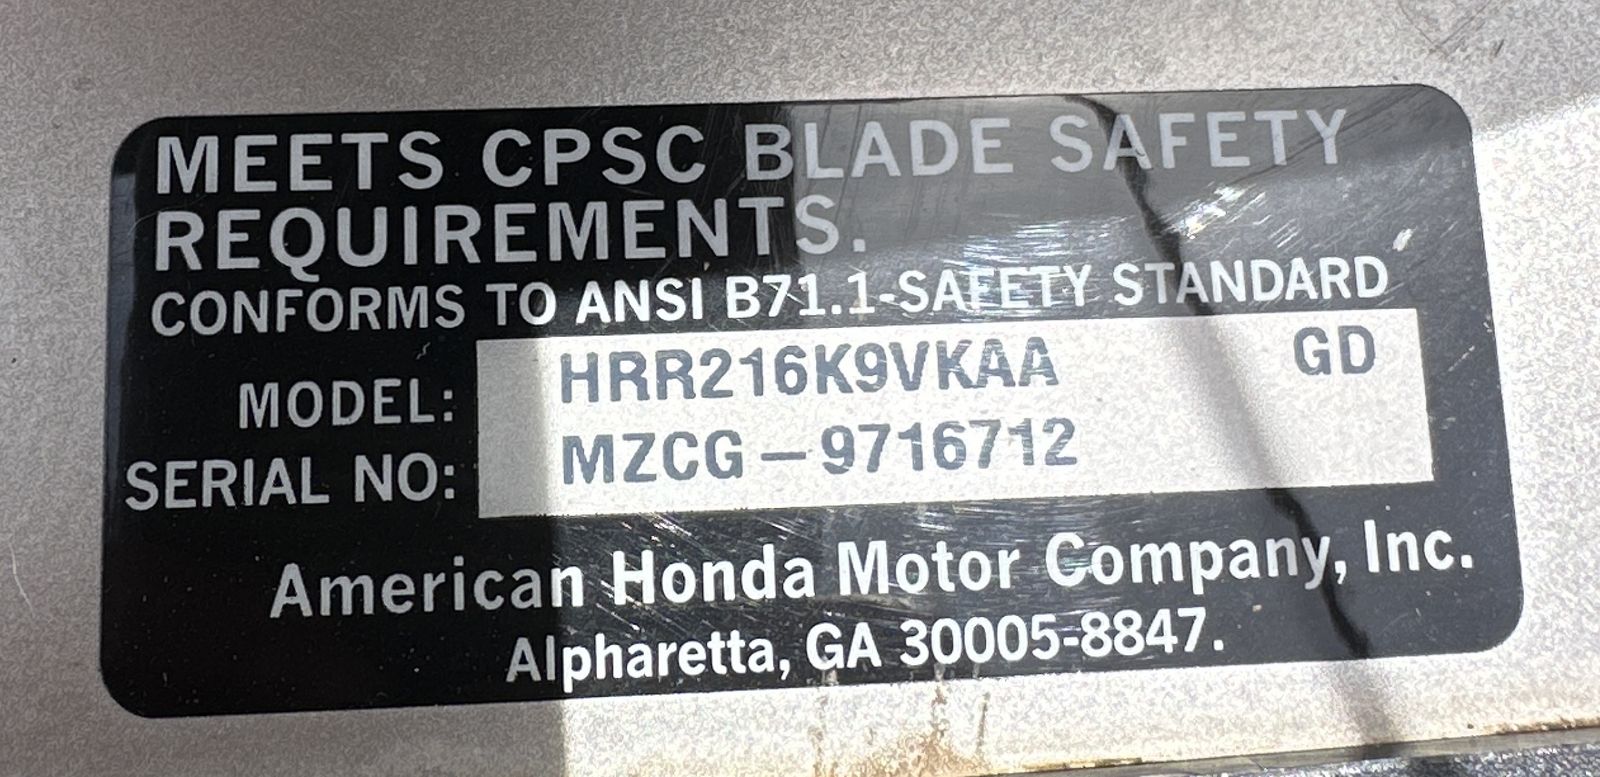 MEETS CPSC BLADE SAFETY
REQUIREMENTS.
CONFORMS TO ANSI B71.1-SAFETY STANDARD
MODEL: HRR216K9VKAA GD
SERIAL NO: MZCG-9716712
American Honda Motor Company, Inc.
Alpharetta, GA 30005-8847.